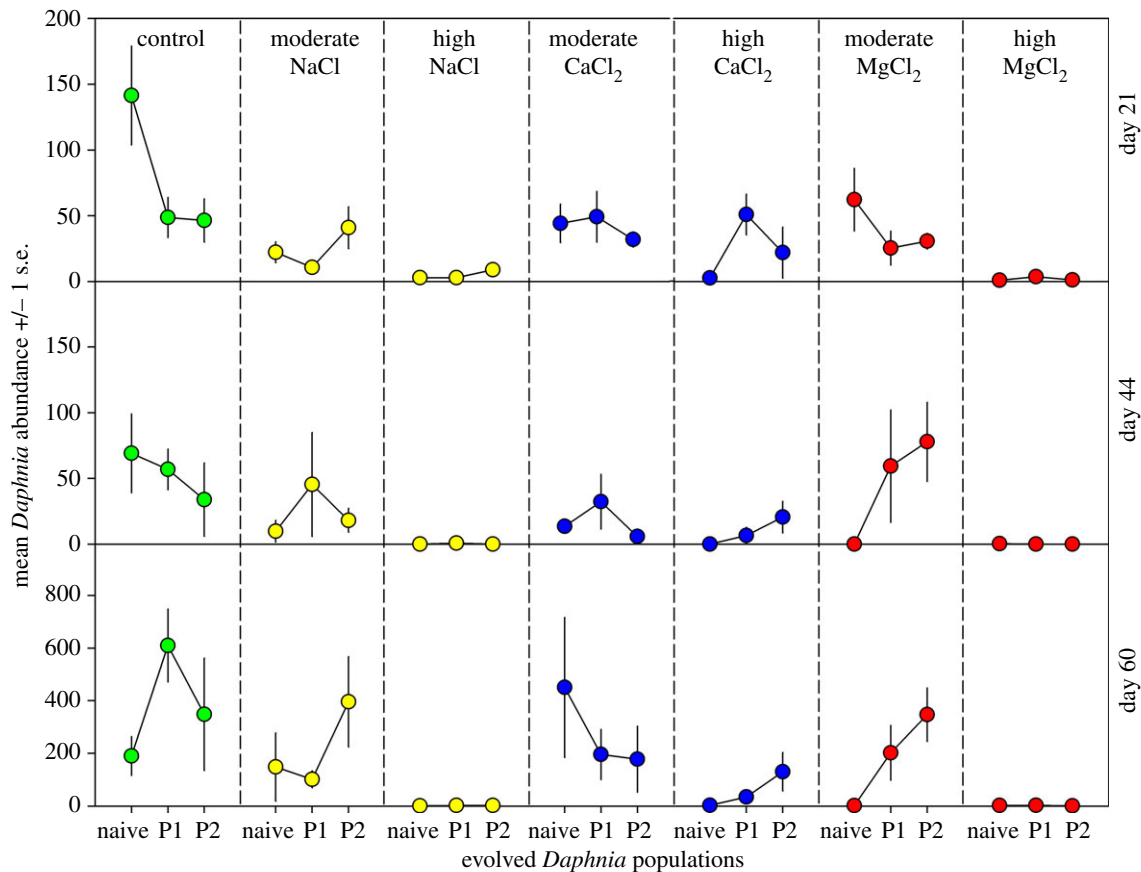 mean Daphnia abundance +/– 1 s.e.
control
moderate
NaCl
high
NaCl
moderate
CaCl₂
high
CaCl₂
moderate
MgCl₂
high
MgCl₂
200
150
100
50
0
day 21
150
100
50
0
day 44
800
600
400
200
0
day 60
naive P1 P2 naive P1 P2 naive P1 P2 naive P1 P2 naive P1 P2 naive P1 P2 naive P1 P2
evolved Daphnia populations